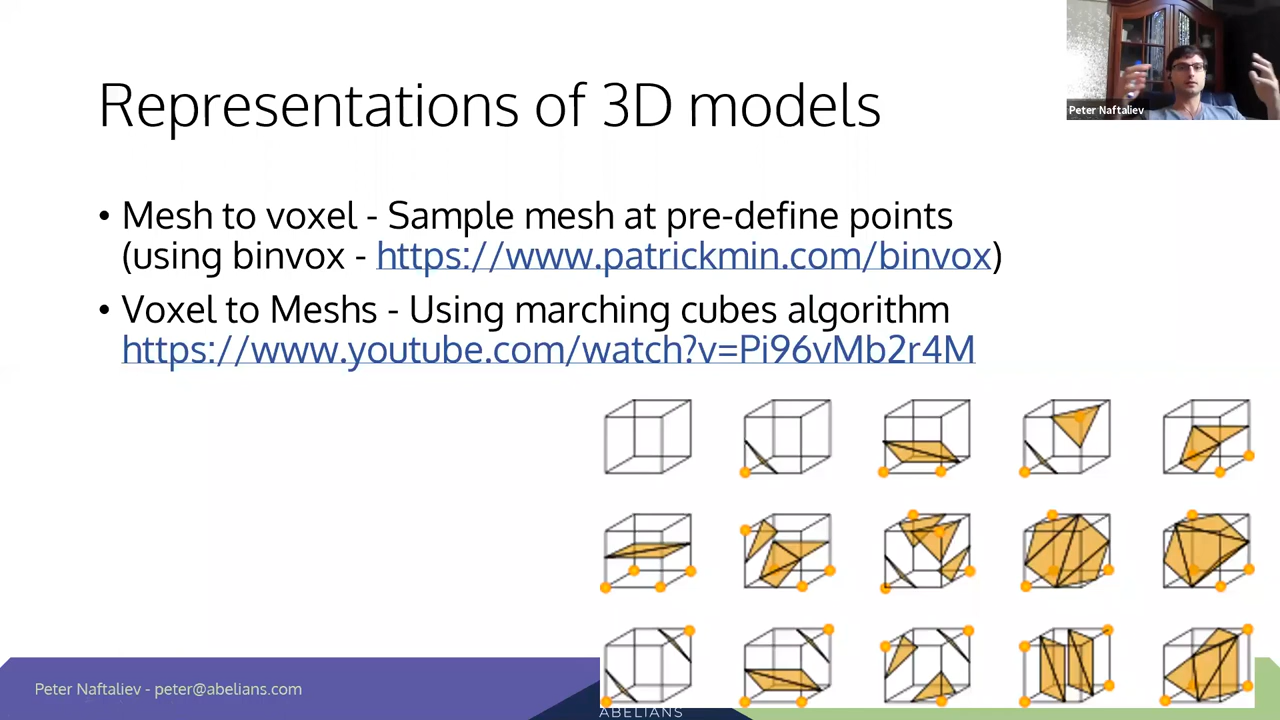 Peter Naftaliev
Representations of 3D models
• Mesh to voxel - Sample mesh at pre-define points
(using binvox - https://www.patrickmin.com/binvox)
• Voxel to Meshs - Using marching cubes algorithm
https://www.youtube.com/watch?v=Pi96vMb2r4M
Peter Naftaliev - peter@abelians.com
ABELIANS